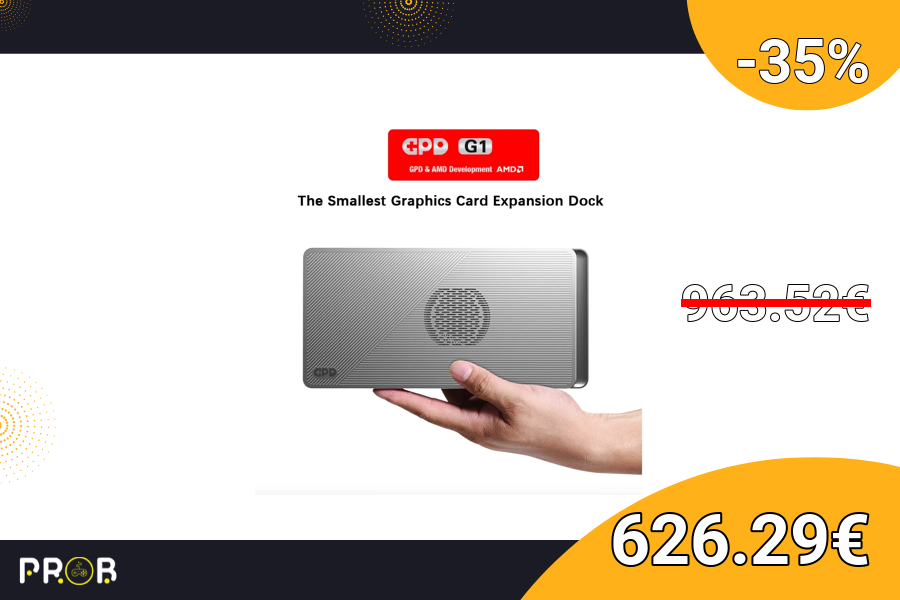 -35%
GPD G1
GPD & AMD Development AMD
The Smallest Graphics Card Expansion Dock
963.52€
GPD
626.29€
PROB